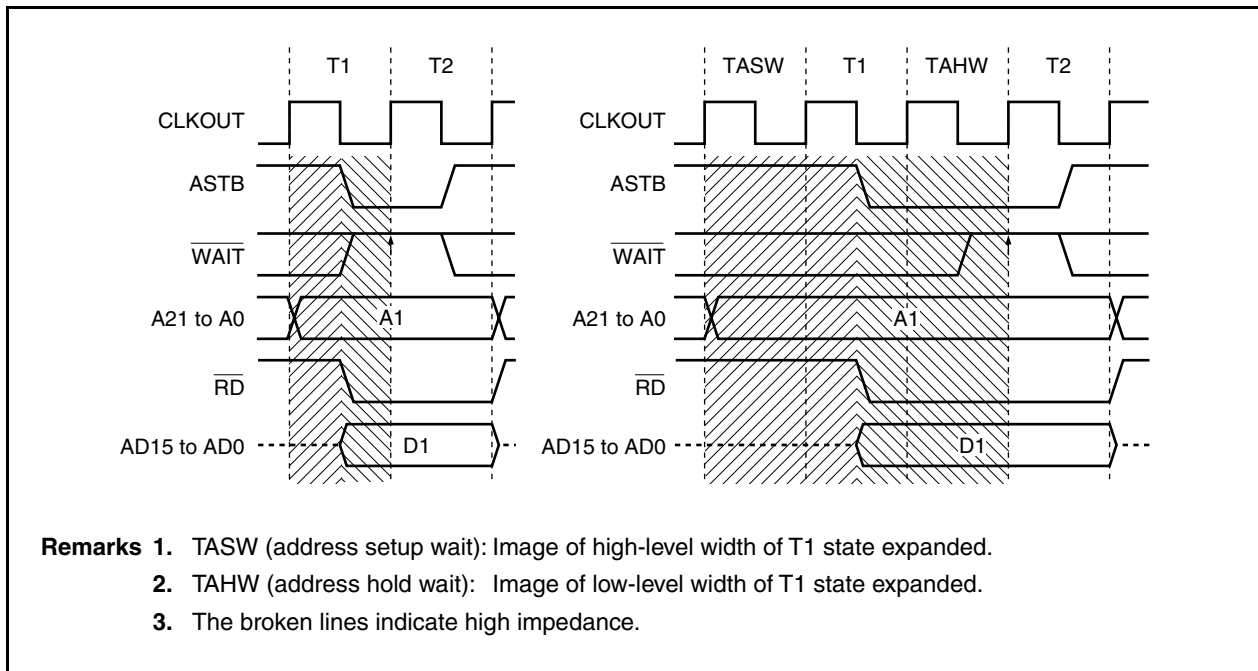 T1 T2 TASW T1 TAHW T2
CLKOUT CLKOUT
ASTB ASTB
WAIT WAIT
A21 to A0 A1 A21 to A0 A1
RD RD
AD15 to AD0 D1 AD15 to AD0 D1
Remarks 1. TASW (address setup wait): Image of high-level width of T1 state expanded.
2. TAHW (address hold wait): Image of low-level width of T1 state expanded.
3. The broken lines indicate high impedance.